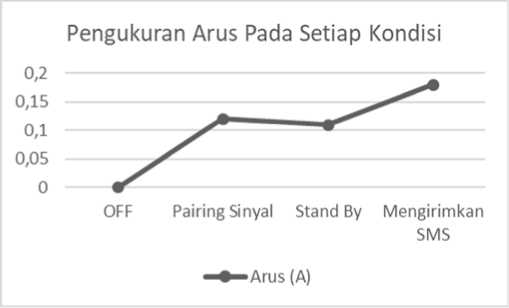 Pengukuran Arus Pada Setiap Kondisi
0,2
0,15
0,1
0,05
0
OFF
Pairing Sinyal
Stand By
Mengirimkan
SMS
Arus (A)